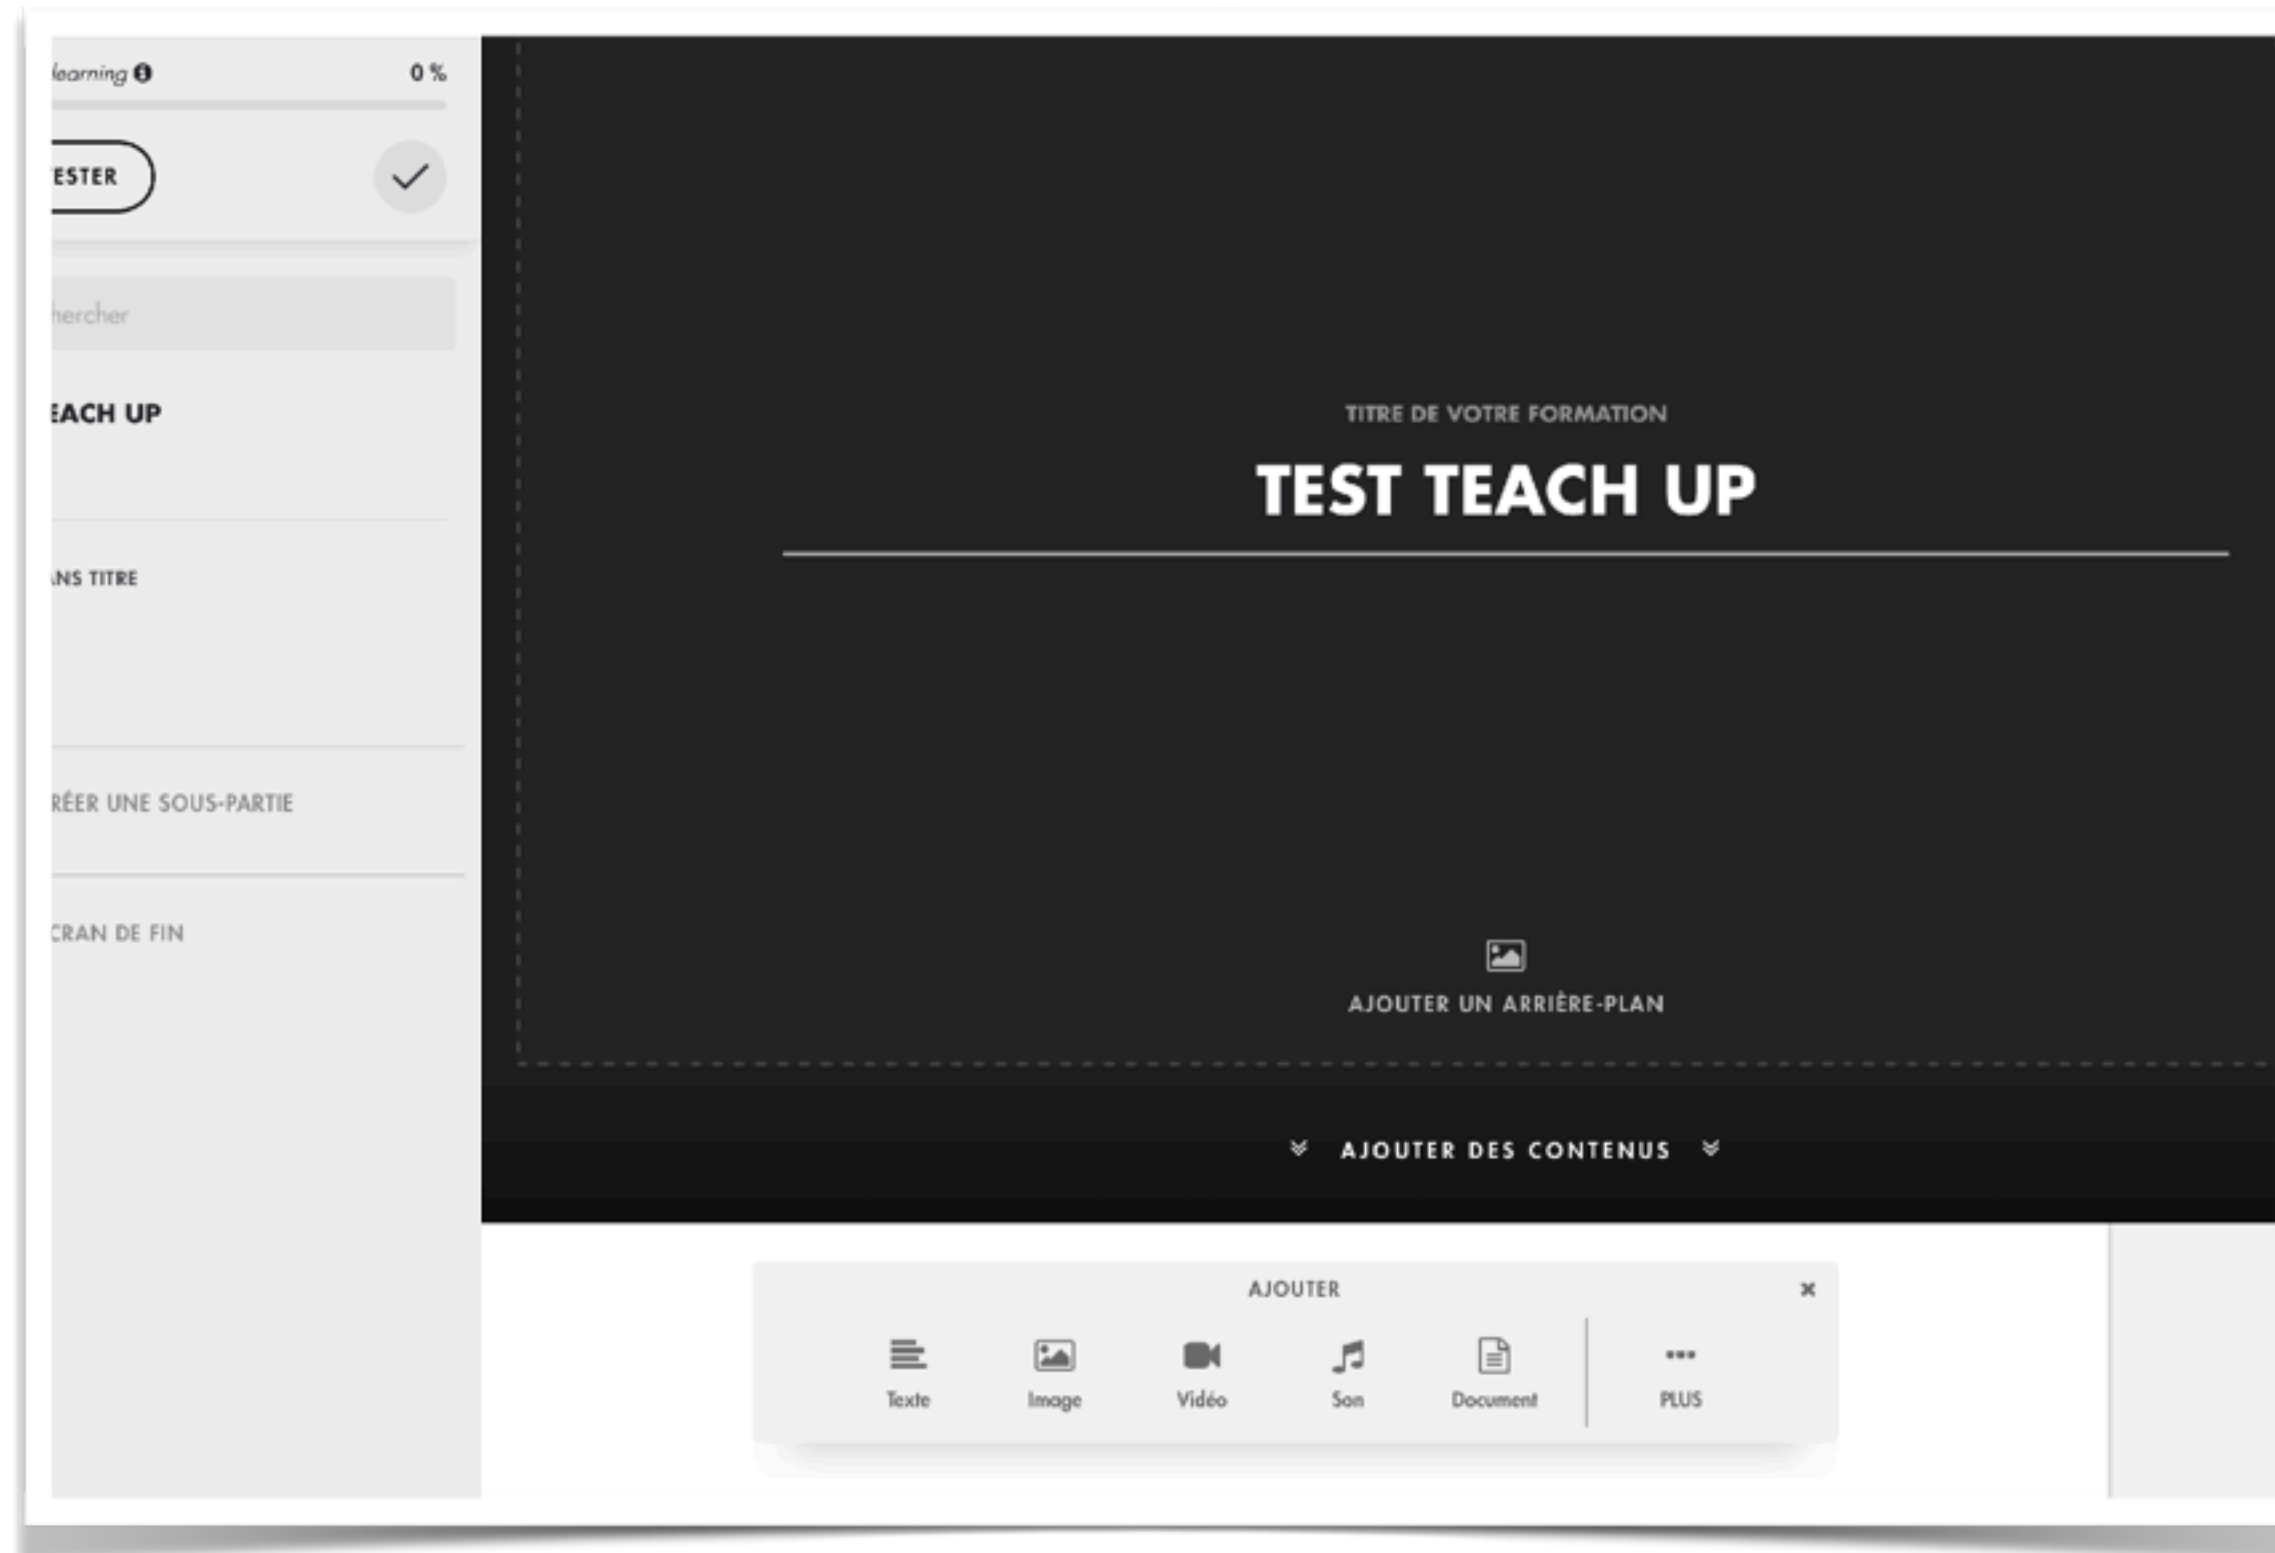 learning
0 %
ESTER
hercher
EACH UP
ANS TITRE
RÉER UNE SOUS-PARTIE
CRAN DE FIN
TITRE DE VOTRE FORMATION
TEST TEACH UP
AJOUTER UN ARRIÈRE-PLAN
AJOUTER DES CONTENUS
AJOUTER
Texte Image Vidéo Son Document PLUS